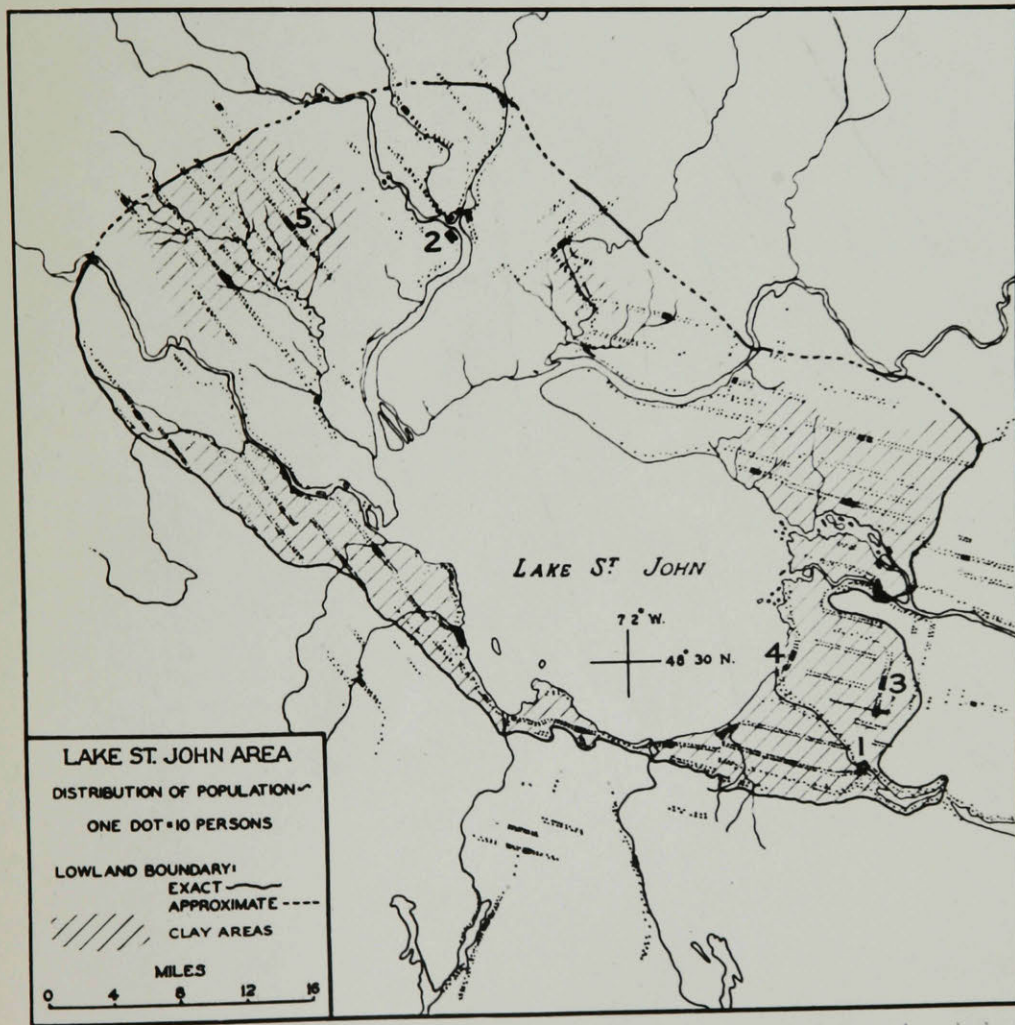 5
2
LAKE ST. JOHN
72° W.
48° 30 N.
4
3
1
LAKE ST. JOHN AREA
DISTRIBUTION OF POPULATION
ONE DOT = 10 PERSONS
LOWLAND BOUNDARY:
EXACT
APPROXIMATE
CLAY AREAS
MILES
0 4 8 12 16